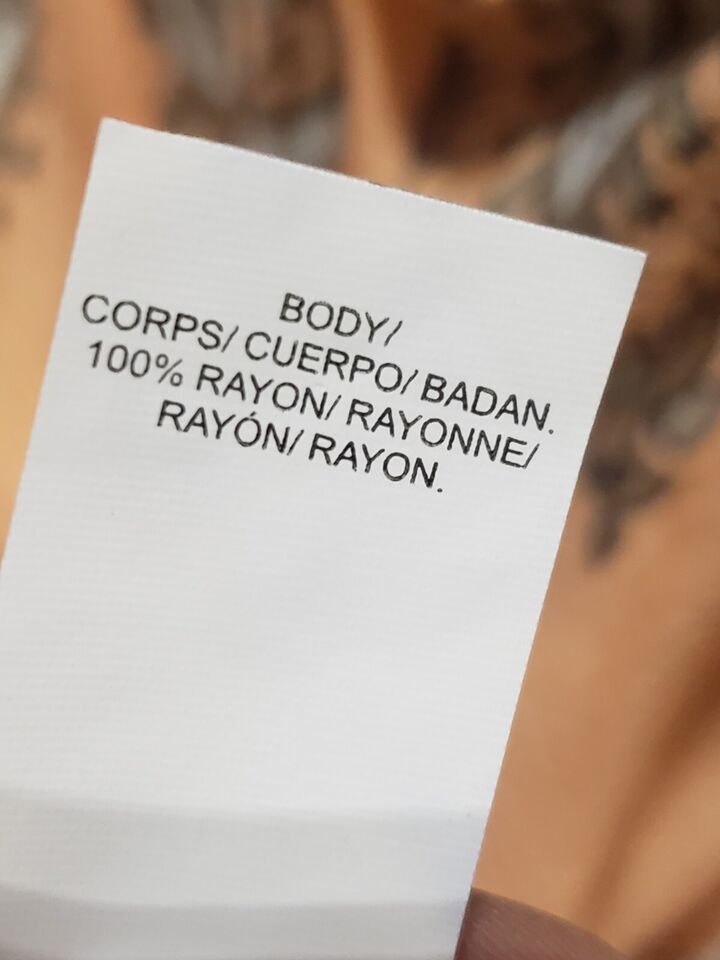 BODY/
CORPS/ CUERPO/ BADAN.
100% RAYON/ RAYONNE/
RAYÓN/ RAYON.